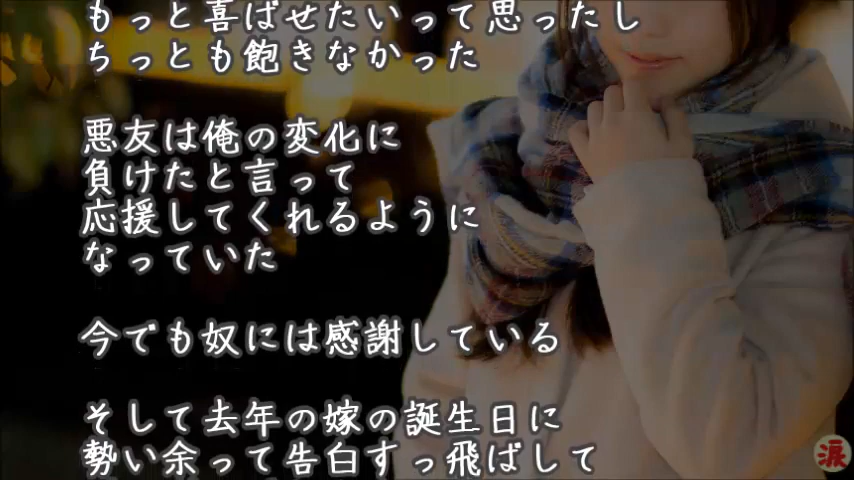 もっと喜ばせたいって思ったし
ちっとも飽きなかった
悪友は俺の変化に
負けたと言って
応援してくれるように
なっていた
今でも奴には感謝している
そして去年の嫁の誕生日に
勢い余って告白すっ飛ばして
涙